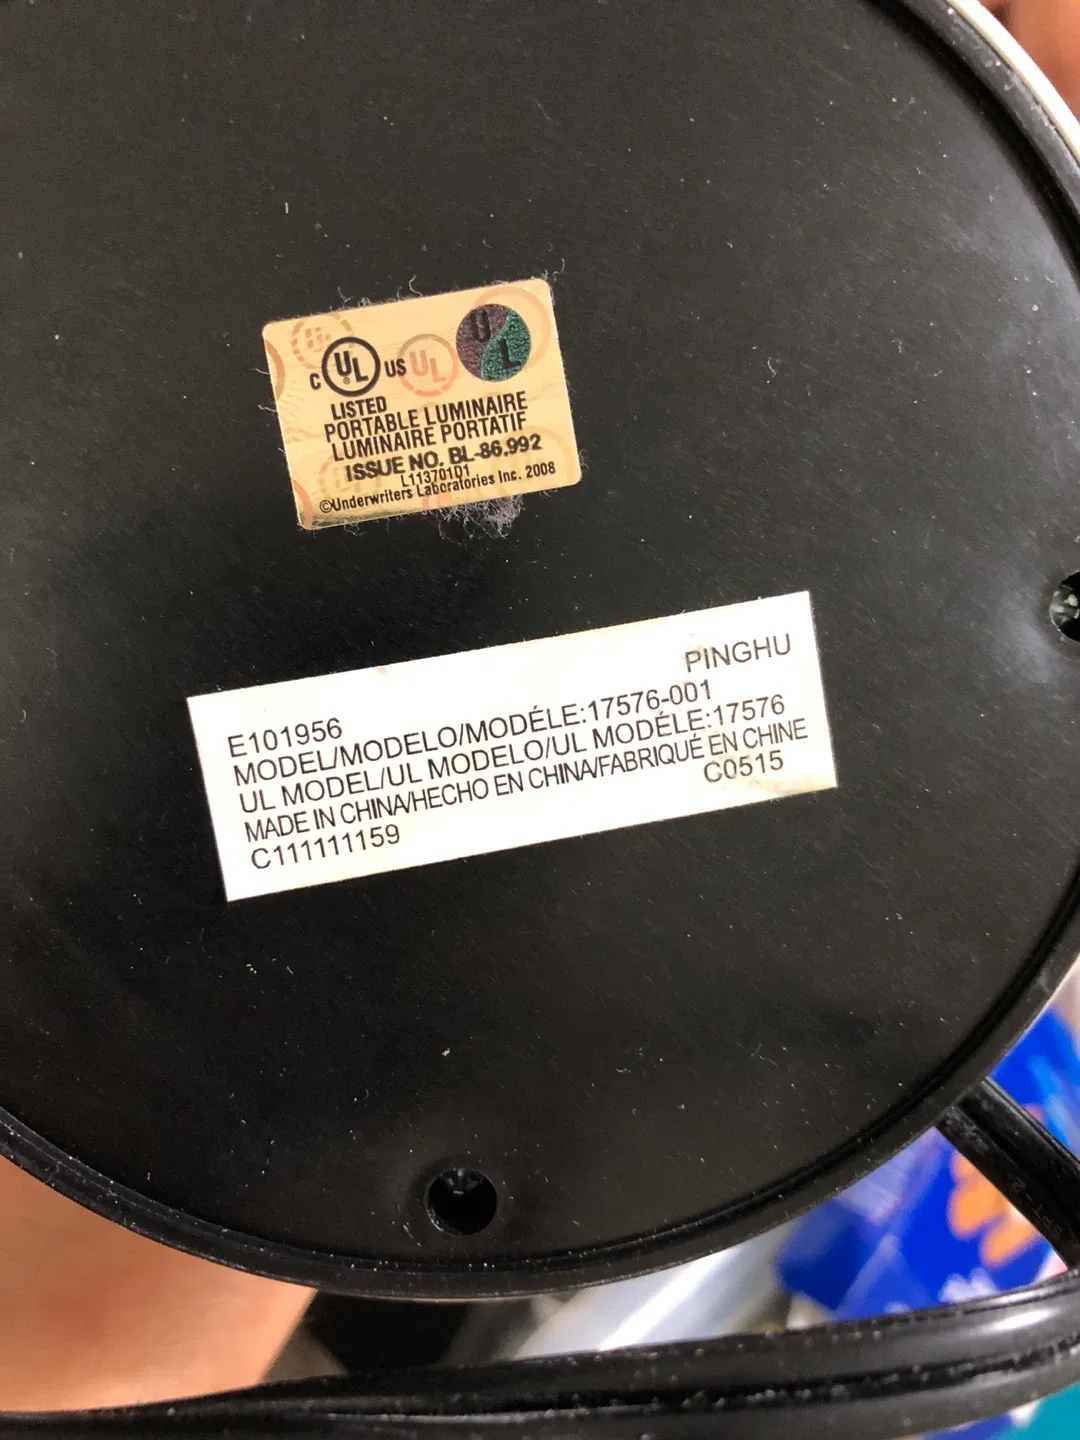 C UL® US UL UL
LISTED
PORTABLE LUMINAIRE
LUMINAIRE PORTATIF
ISSUE NO. BL-86,992
L11370101
©Underwriters Laboratories Inc. 2008
PINGHU
E101956
MODEL/MODELO/MODÉLE:17576-001
UL MODEL/UL MODELO/UL MODÉLE:17576
MADE IN CHINA/HECHO EN CHINA/FABRIQUÉ EN CHINE
C0515
C111111159